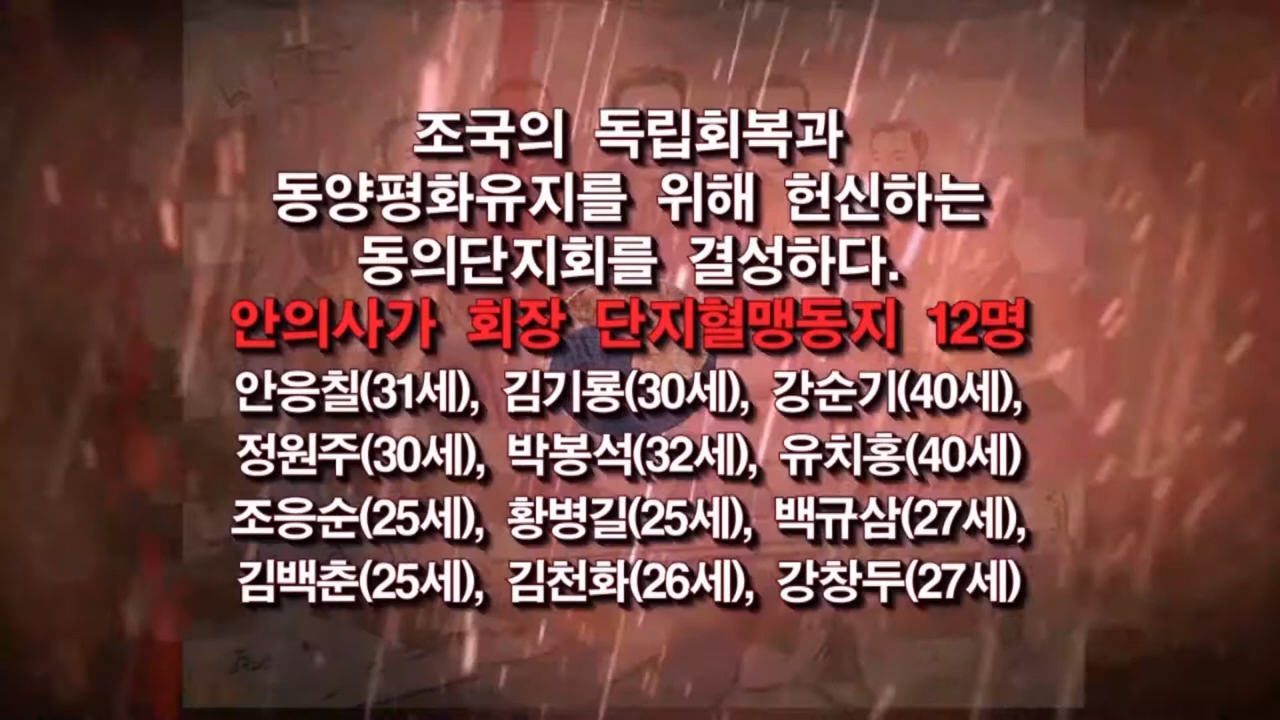 조국의 독립회복과
동양평화유지를 위해 헌신하는
동의단지회를 결성하다.
안의사가 회장 단지혈맹동지 12명
안응칠(31세), 김기룡(30세), 강순기(40세),
정원주(30세), 박봉석(32세), 유치홍(40세)
조응순(25세), 황병길(25세), 백규삼(27세),
김백춘(25세), 김천화(26세), 강창두(27세)